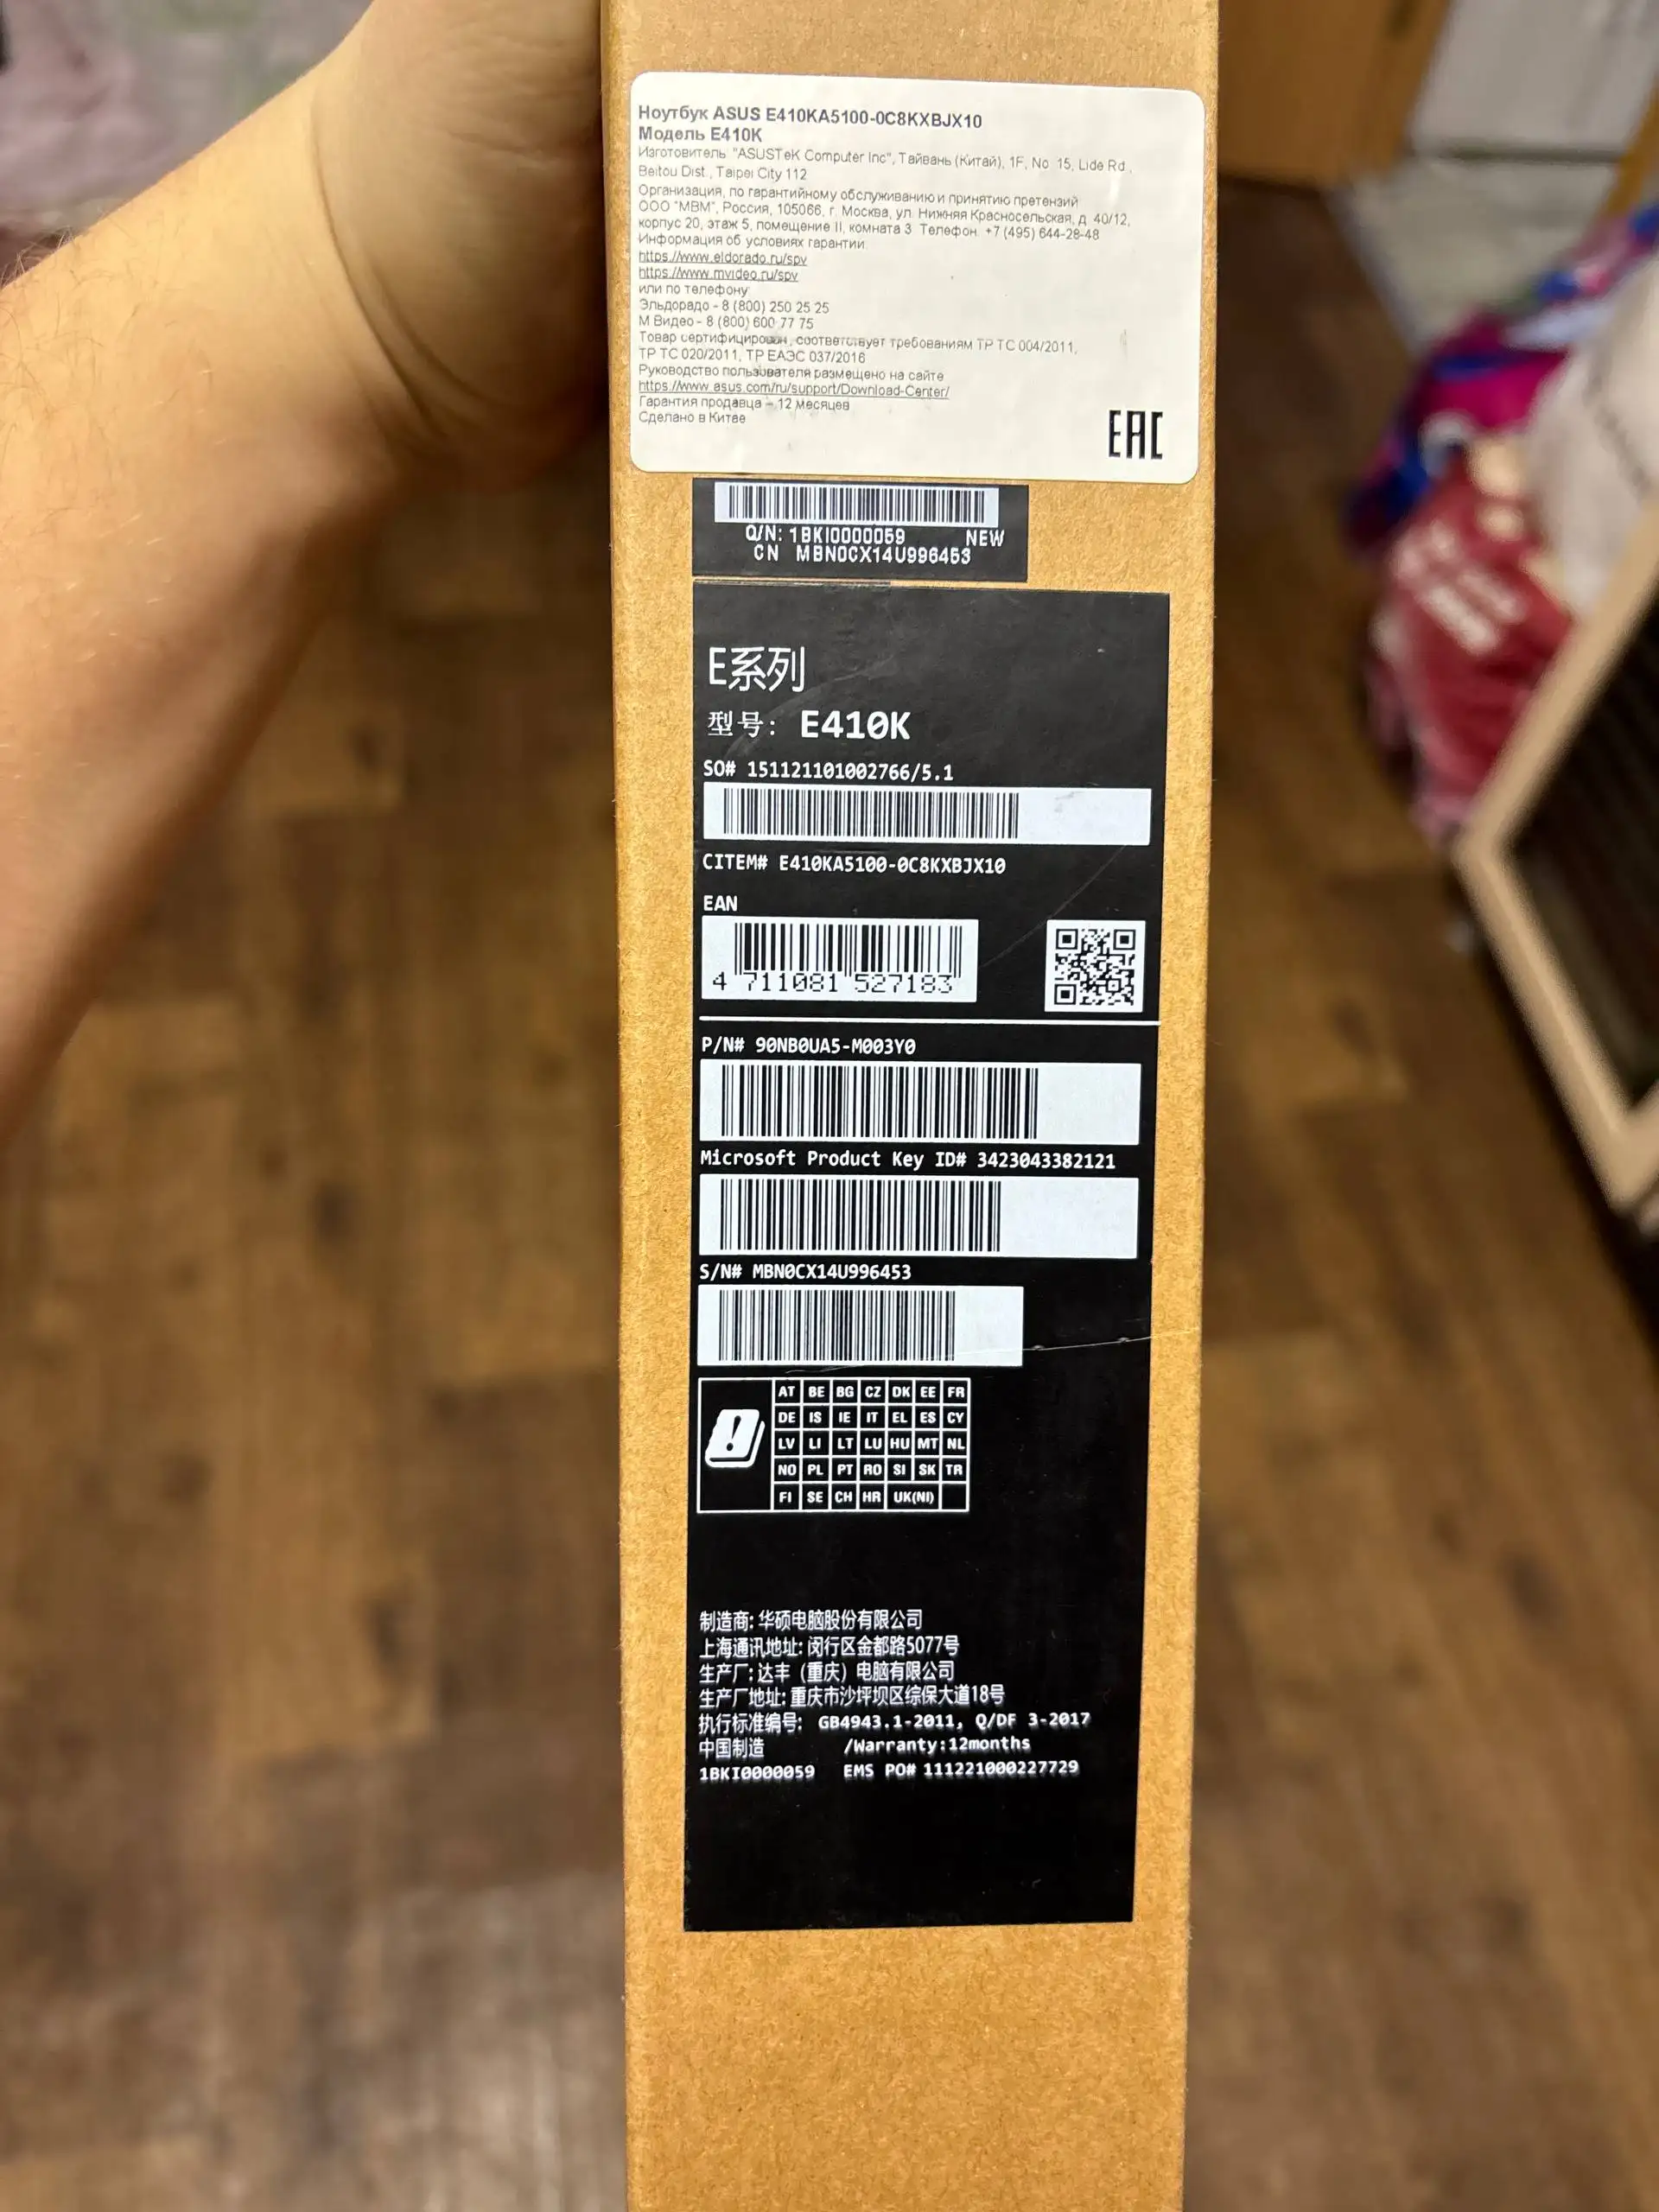 Ноутбук ASUS E410KA5100-0C8KXBJX10
Модель E410K
Изготовитель "ASUSTeK Computer Inc", Тайвань (Китай), 1F, No 15, Lide Rd.,
Beitou Dist., Taipei City 112
Организация, по гарантийному обслуживанию и принятию претензий
ООО "МВМ", Россия, 105066, г. Москва, ул. Нижняя Красносельская, д. 40/12,
корпус 20, этаж 5, помещение II, комната 3 Телефон +7 (495) 644-28-48
Информация об условиях гарантии
https://www.eldorado.ru/spv
https://www.mvideo.ru/spv
или по телефону
Эльдорадо - 8 (800) 250 25 25
М Видео - 8 (800) 600 77 75
Товар сертифицирован, соответствует требованиям ТР ТС 004/2011,
ТР ТС 020/2011, ТР ЕАЭС 037/2016
Руководство пользователя размещено на сайте
https://www.asus.com/ru/support/Download-Center/
Гарантия продавца – 12 месяцев
Сделано в Китае
EAC
Q/N: 1BKI0000059 NEW
CN MBN0CX14U996453
E系列
型号: E410K
SO# 151121101002766/5.1
CITEM# E410KA5100-0C8KXBJX10
EAN
4 711081 527183
P/N# 90NB0UA5-M003Y0
Microsoft Product Key ID# 3423043382121
S/N# MBN0CX14U996453
AT BE BG CZ DK EE FR
DE IS IE IT EL ES CY
LV LI LT LU HU MT NL
NO PL PT RO SI SK TR
FI SE CH HR UK(NI)
制造商: 华硕电脑股份有限公司
上海通讯地址: 闵行区金都路5077号
生产厂: 达丰 (重庆) 电脑有限公司
生产厂地址: 重庆市沙坪坝区综保大道18号
执行标准编号: GB4943.1-2011, Q/DF 3-2017
中国制造 /Warranty:12months
1BKI0000059 EMS PO# 111221000227729